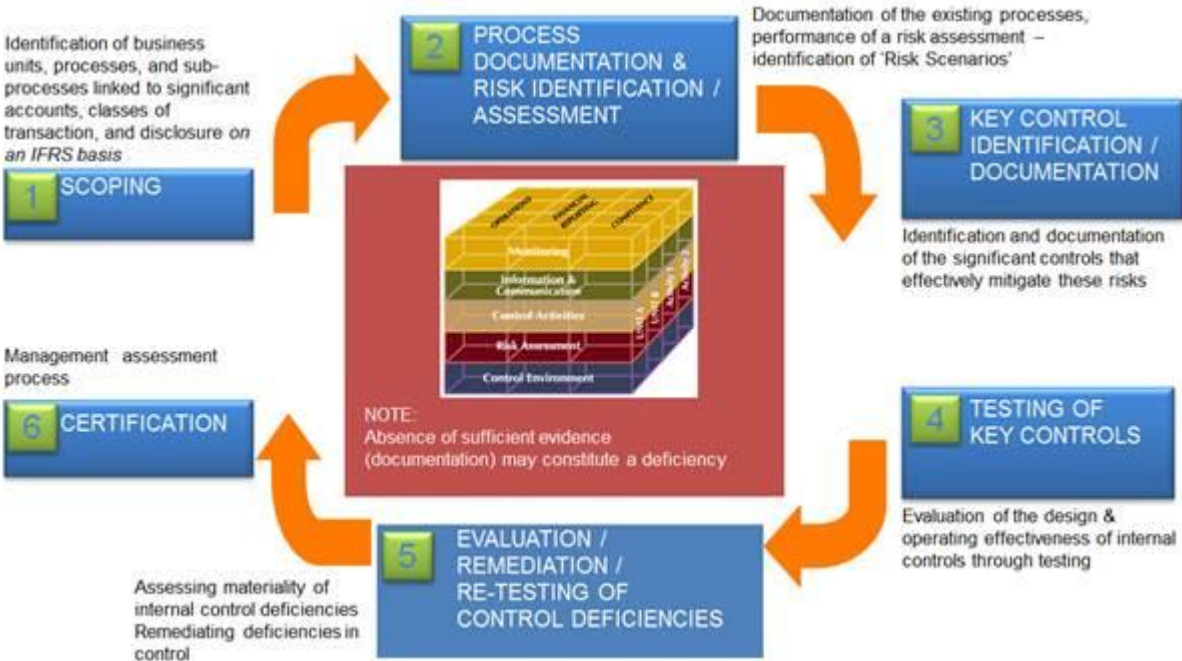 Identification of business
units, processes, and sub-
processes linked to significant
accounts, classes of
transaction, and disclosure on
an IFRS basis
1
SCOPING
2
PROCESS
DOCUMENTATION &
RISK IDENTIFICATION /
ASSESSMENT
Documentation of the existing processes,
performance of a risk assessment –
identification of ‘Risk Scenarios’
3
KEY CONTROL
IDENTIFICATION /
DOCUMENTATION
Identification and documentation
of the significant controls that
effectively mitigate these risks
OPERATIONS
FINANCIAL
REPORTING
COMPLIANCE
Monitoring
Information &
Communication
Control Activities
Risk Assessment
Control Environment
NOTE:
Absence of sufficient evidence
(documentation) may constitute a deficiency
4
TESTING OF
KEY CONTROLS
Evaluation of the design &
operating effectiveness of internal
controls through testing
5
EVALUATION /
REMEDIATION /
RE-TESTING OF
CONTROL DEFICIENCIES
Assessing materiality of
internal control deficiencies
Remediating deficiencies in
control
Management assessment
process
6
CERTIFICATION